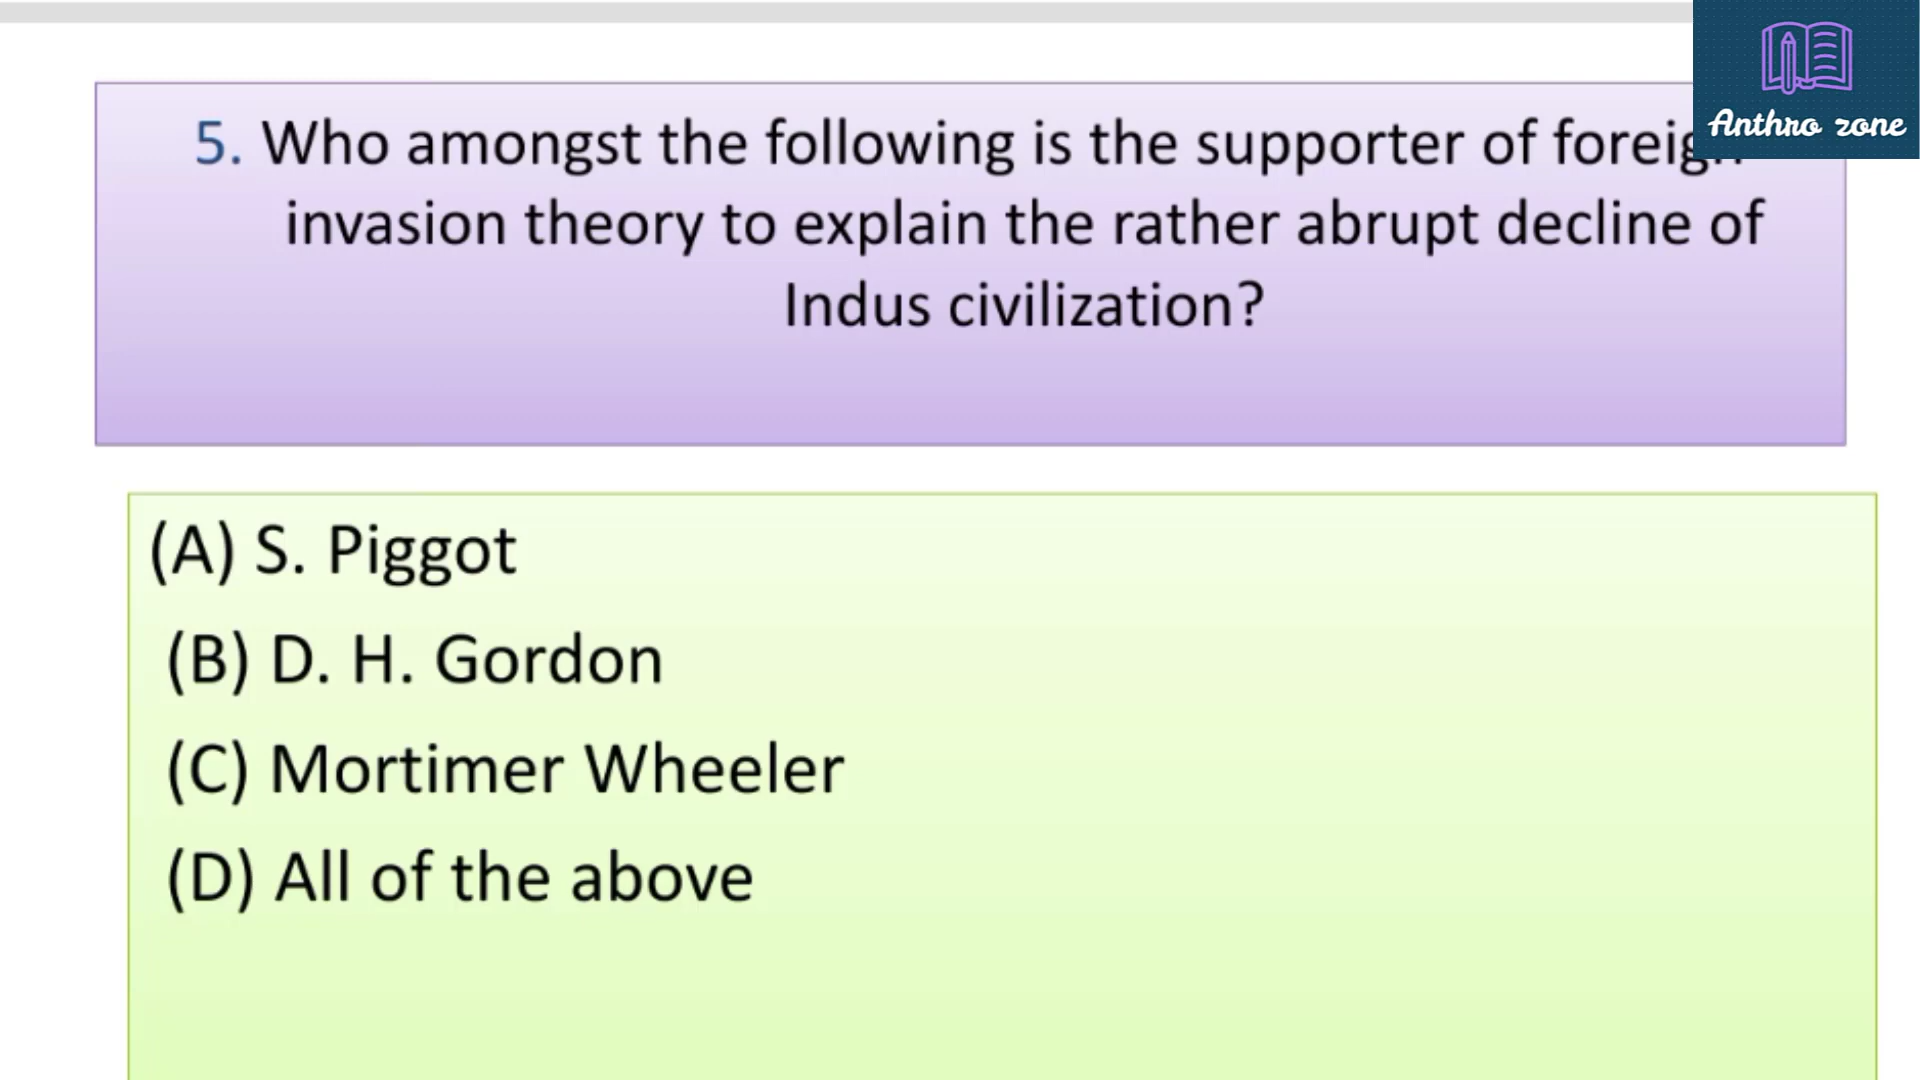 Anthro zone
5. Who amongst the following is the supporter of foreign
invasion theory to explain the rather abrupt decline of
Indus civilization?
(A) S. Piggot
(B) D. H. Gordon
(C) Mortimer Wheeler
(D) All of the above